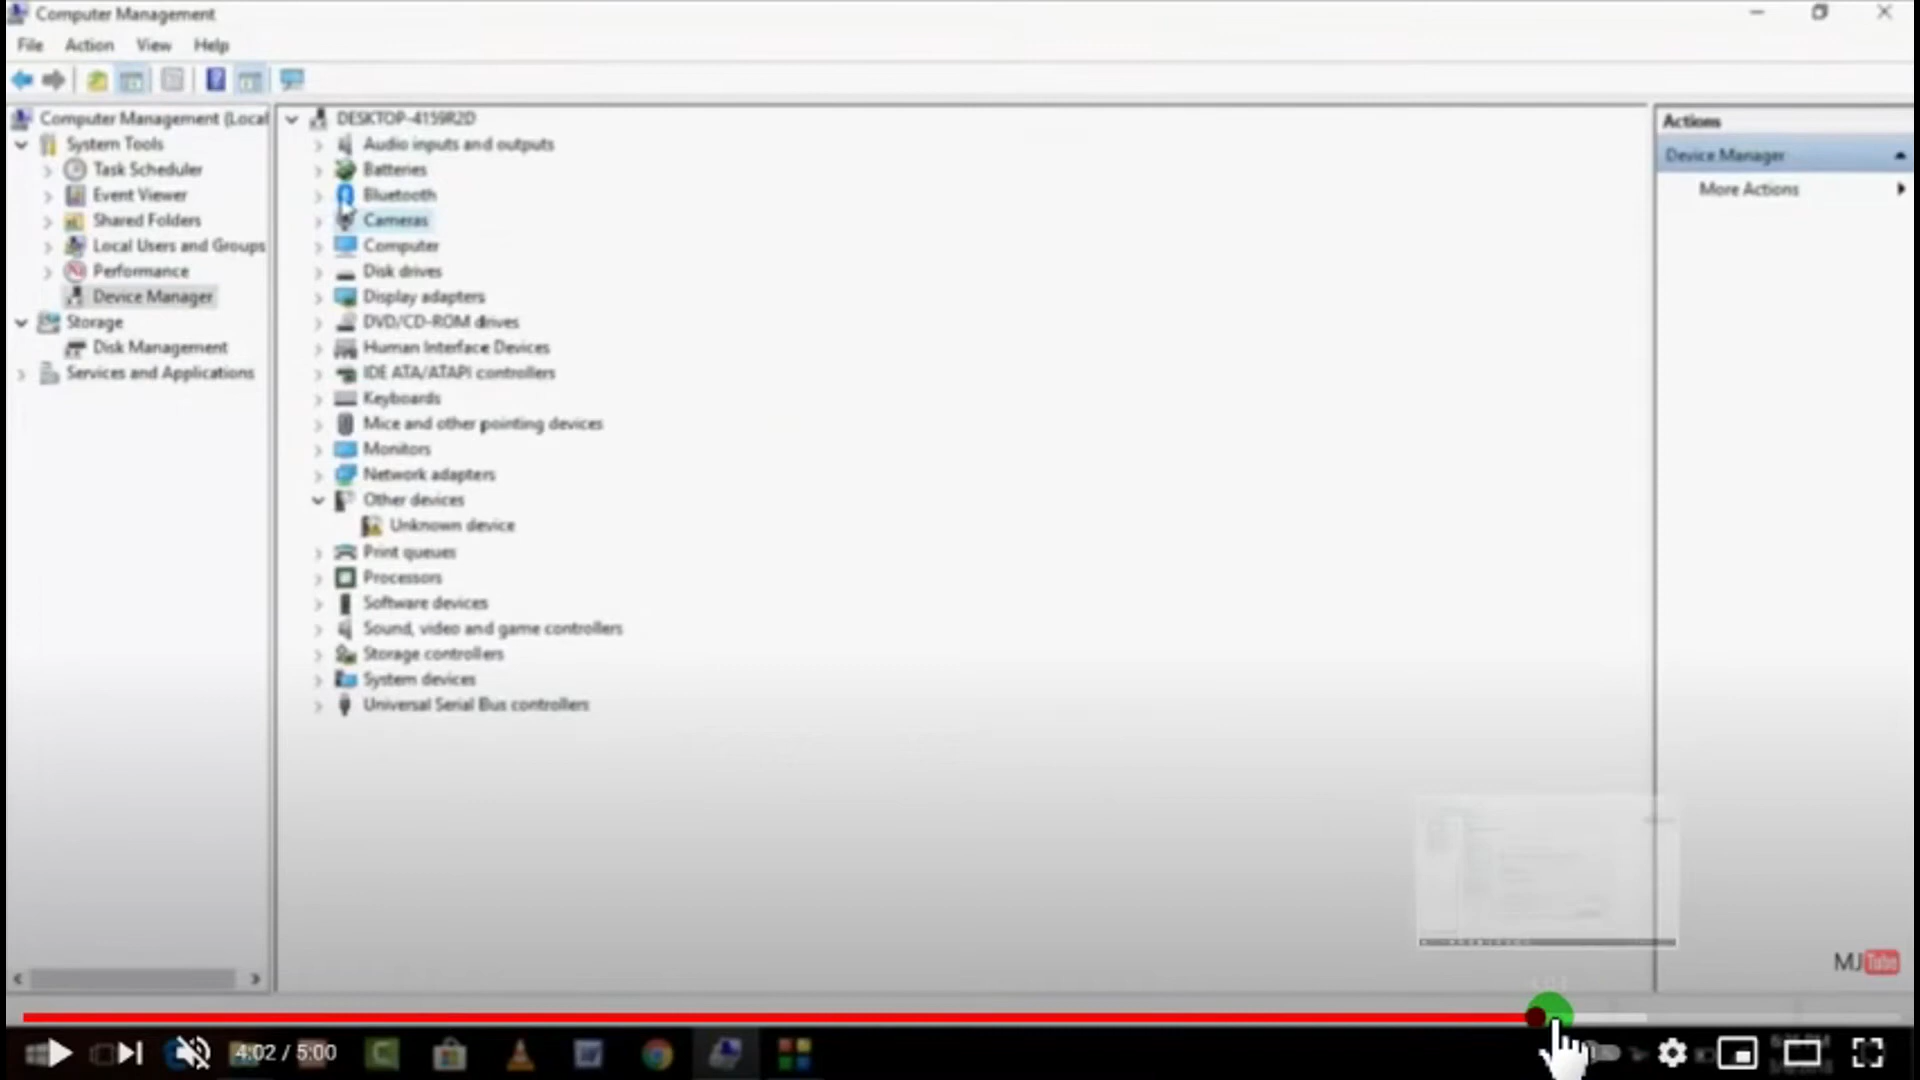 Computer Management
File Action View Help
Computer Management (Local
System Tools
Task Scheduler
Event Viewer
Shared Folders
Local Users and Groups
Performance
Device Manager
Storage
Disk Management
Services and Applications
DESKTOP-4159R2D
Audio inputs and outputs
Batteries
Bluetooth
Cameras
Computer
Disk drives
Display adapters
DVD/CD-ROM drives
Human Interface Devices
IDE ATA/ATAPI controllers
Keyboards
Mice and other pointing devices
Monitors
Network adapters
Other devices
Unknown device
Print queues
Processors
Software devices
Sound, video and game controllers
Storage controllers
System devices
Universal Serial Bus controllers
Actions
Device Manager
More Actions
MJ Tube
4:02 / 5:00